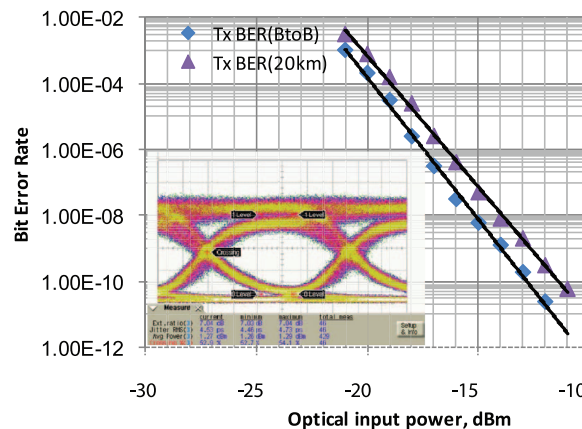 1.00E-02
1.00E-04
1.00E-06
1.00E-08
1.00E-10
1.00E-12
Bit Error Rate
Tx BER(BtoB)
Tx BER(20km)
1 Level
1 Level
Crossing
0 Level
0 Level
Measure
current minimum maximum total meas
Ext.ratio
Jitter RMS
Avg Power
Setup & Info
-30 -25 -20 -15 -10
Optical input power, dBm